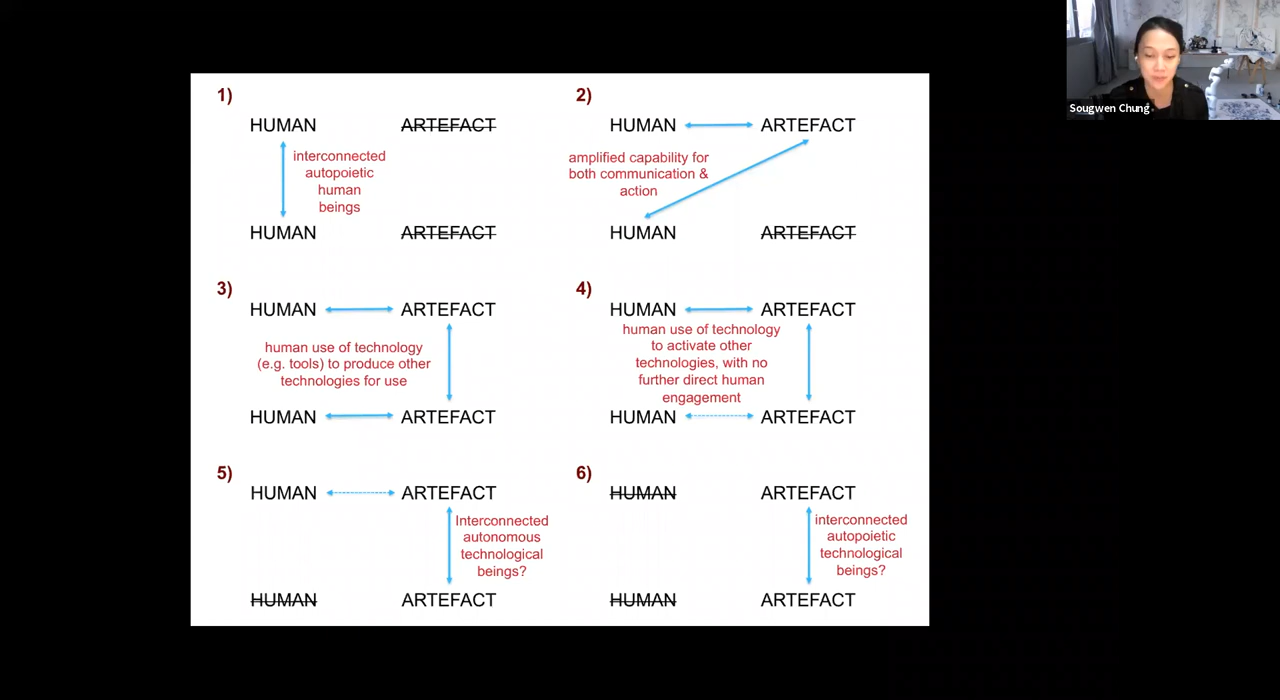 1)
HUMAN ARTEFACT
interconnected
autopoietic
human
beings
HUMAN ARTEFACT
2)
HUMAN ARTEFACT
amplified capability for
both communication &
action
HUMAN ARTEFACT
3)
HUMAN ARTEFACT
human use of technology
(e.g. tools) to produce other
technologies for use
HUMAN ARTEFACT
4)
HUMAN ARTEFACT
human use of technology
to activate other
technologies, with no
further direct human
engagement
HUMAN ARTEFACT
5)
HUMAN ARTEFACT
Interconnected
autonomous
technological
beings?
HUMAN ARTEFACT
6)
HUMAN ARTEFACT
interconnected
autopoietic
technological
beings?
HUMAN ARTEFACT
Sougwen Chung